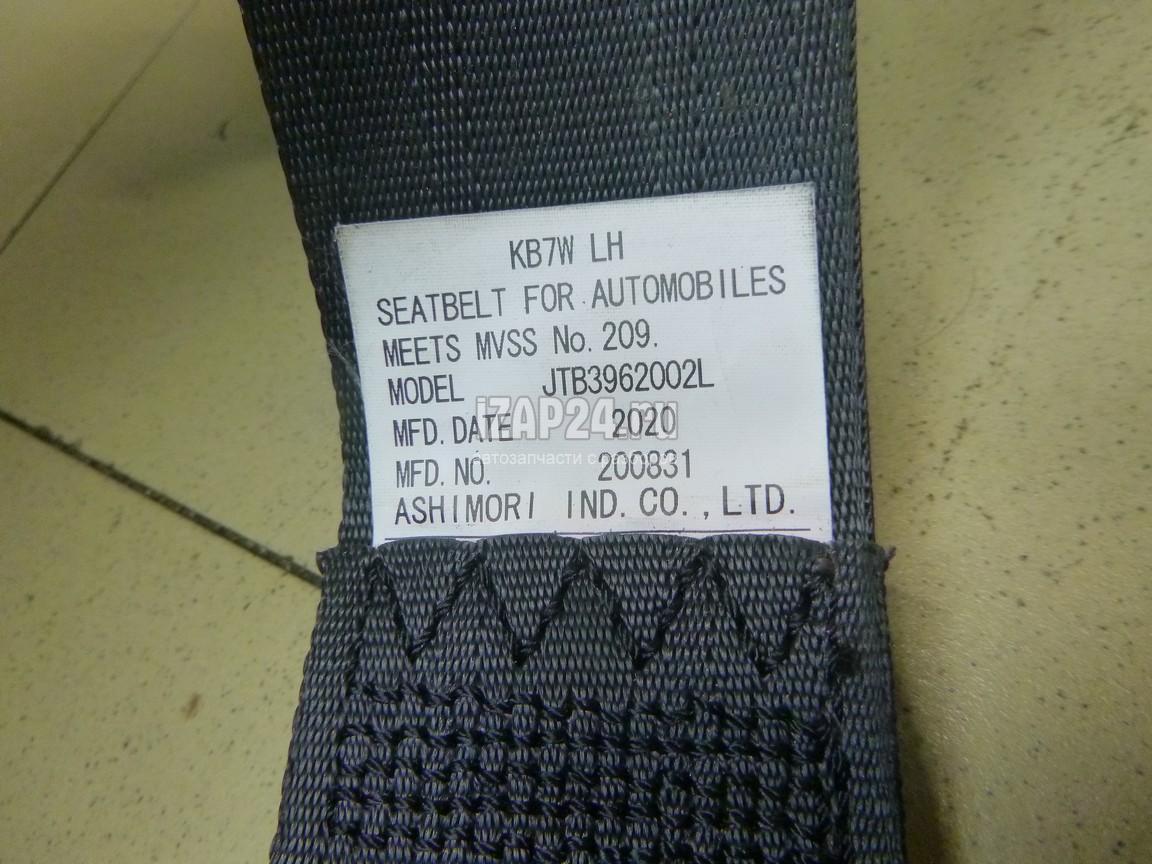 KB7W LH
SEATBELT FOR AUTOMOBILES
MEETS MVSS No. 209.
MODEL JTB3962002L
MFD. DATE 2020
iZAP24.ru
MFD. NO. 200831
автозапчасти
ASHIMORI IND. CO., LTD.